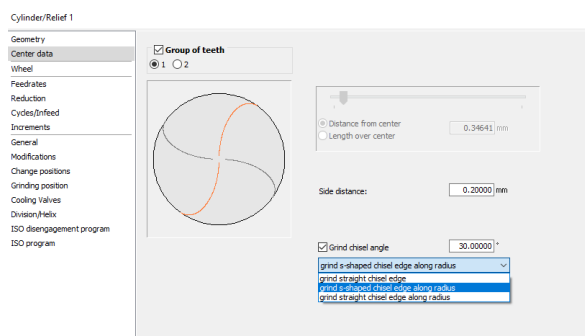 Cylinder/Relief 1
Geometry
Center data
Wheel
Feedrates
Reduction
Cycles/Infeed
Increments
General
Modifications
Change positions
Grinding position
Cooling Valves
Division/Helix
ISO disengagement program
ISO program
Group of teeth
1 2
Distance from center
Length over center
0.34641 mm
Side distance: 0.20000 mm
Grind chisel angle 30.00000 °
grind s-shaped chisel edge along radius
grind straight chisel edge
grind s-shaped chisel edge along radius
grind straight chisel edge along radius